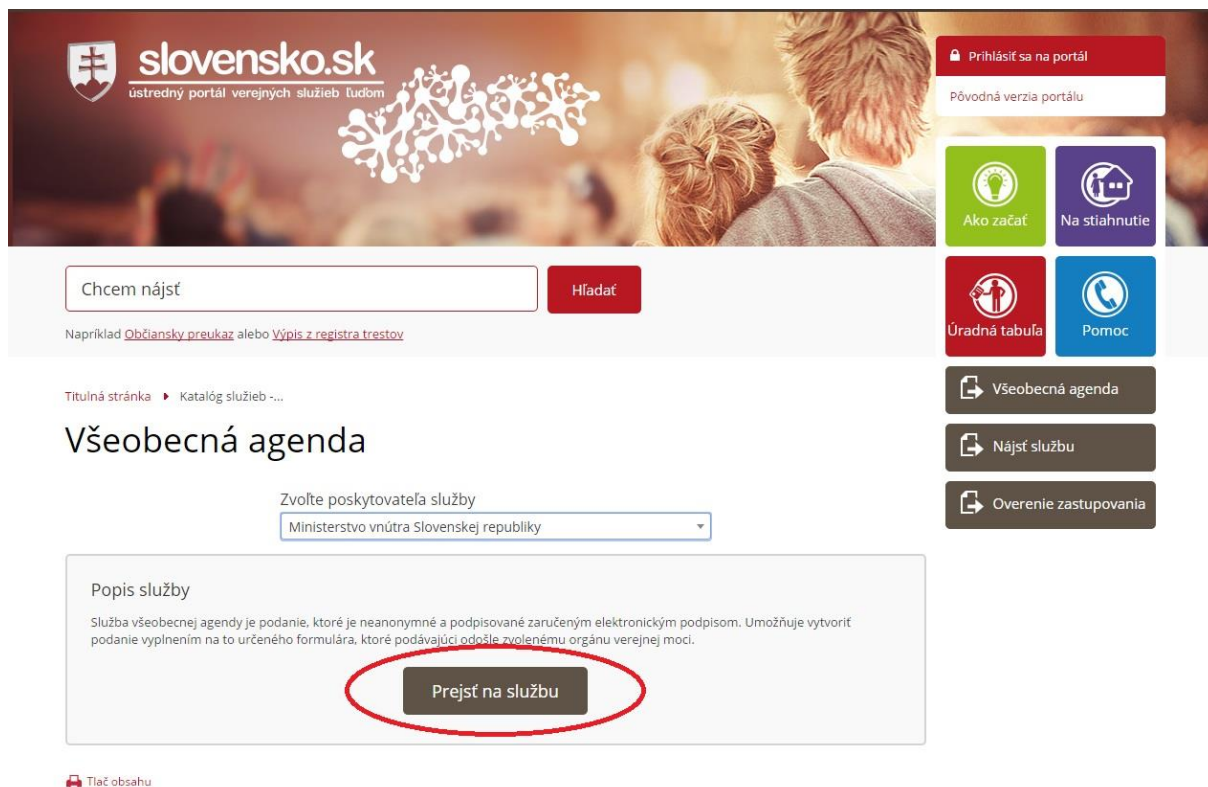 slovensko.sk
ústredný portál verejných služieb ľuďom
Prihlásiť sa na portál
Pôvodná verzia portálu
Ako začať
Na stiahnutie
Chcem nájsť
Hľadať
Napríklad Občiansky preukaz alebo Výpis z registra trestov
Úradná tabuľa
Pomoc
Všeobecná agenda
Nájsť službu
Overenie zastupovania
Titulná stránka ▶ Katalóg služieb -...
Všeobecná agenda
Zvoľte poskytovateľa služby
Ministerstvo vnútra Slovenskej republiky
Popis služby
Služba všeobecnej agendy je podanie, ktoré je neanonymné a podpisované zaručeným elektronickým podpisom. Umožňuje vytvoriť
podanie vyplnením na to určeného formulára, ktoré podávajúci odošle zvolenému orgánu verejnej moci.
Prejsť na službu
Tlač obsahu